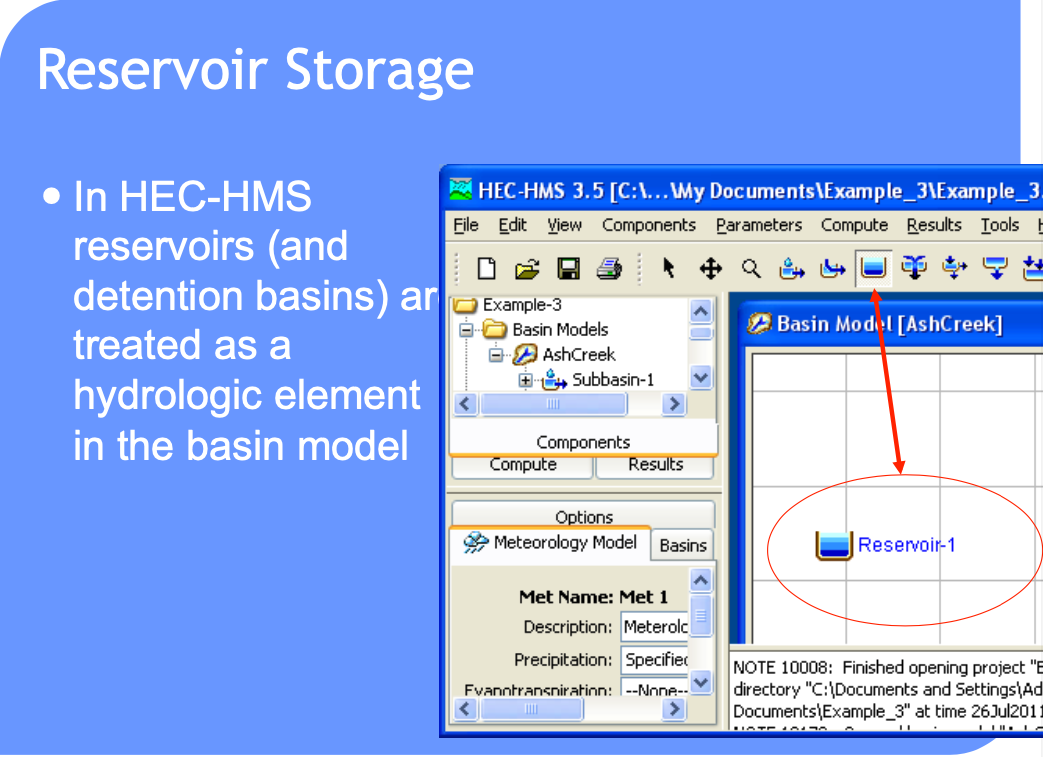 Reservoir Storage
• In HEC-HMS
reservoirs (and
detention basins) ar
treated as a
hydrologic element
in the basin model
HEC-HMS 3.5 [C:\...\My Documents\Example_3\Example_3.
File Edit View Components Parameters Compute Results Tools
Example-3
Basin Models
AshCreek
Subbasin-1
Components
Compute Results
Options
Meteorology Model Basins
Met Name: Met 1
Description: Meterolc
Precipitation: Specified
Evapotranspiration: --None--
Basin Model [AshCreek]
Reservoir-1
NOTE 10008: Finished opening project "E
directory "C:\Documents and Settings\Ad
Documents\Example_3" at time 26Jul2011